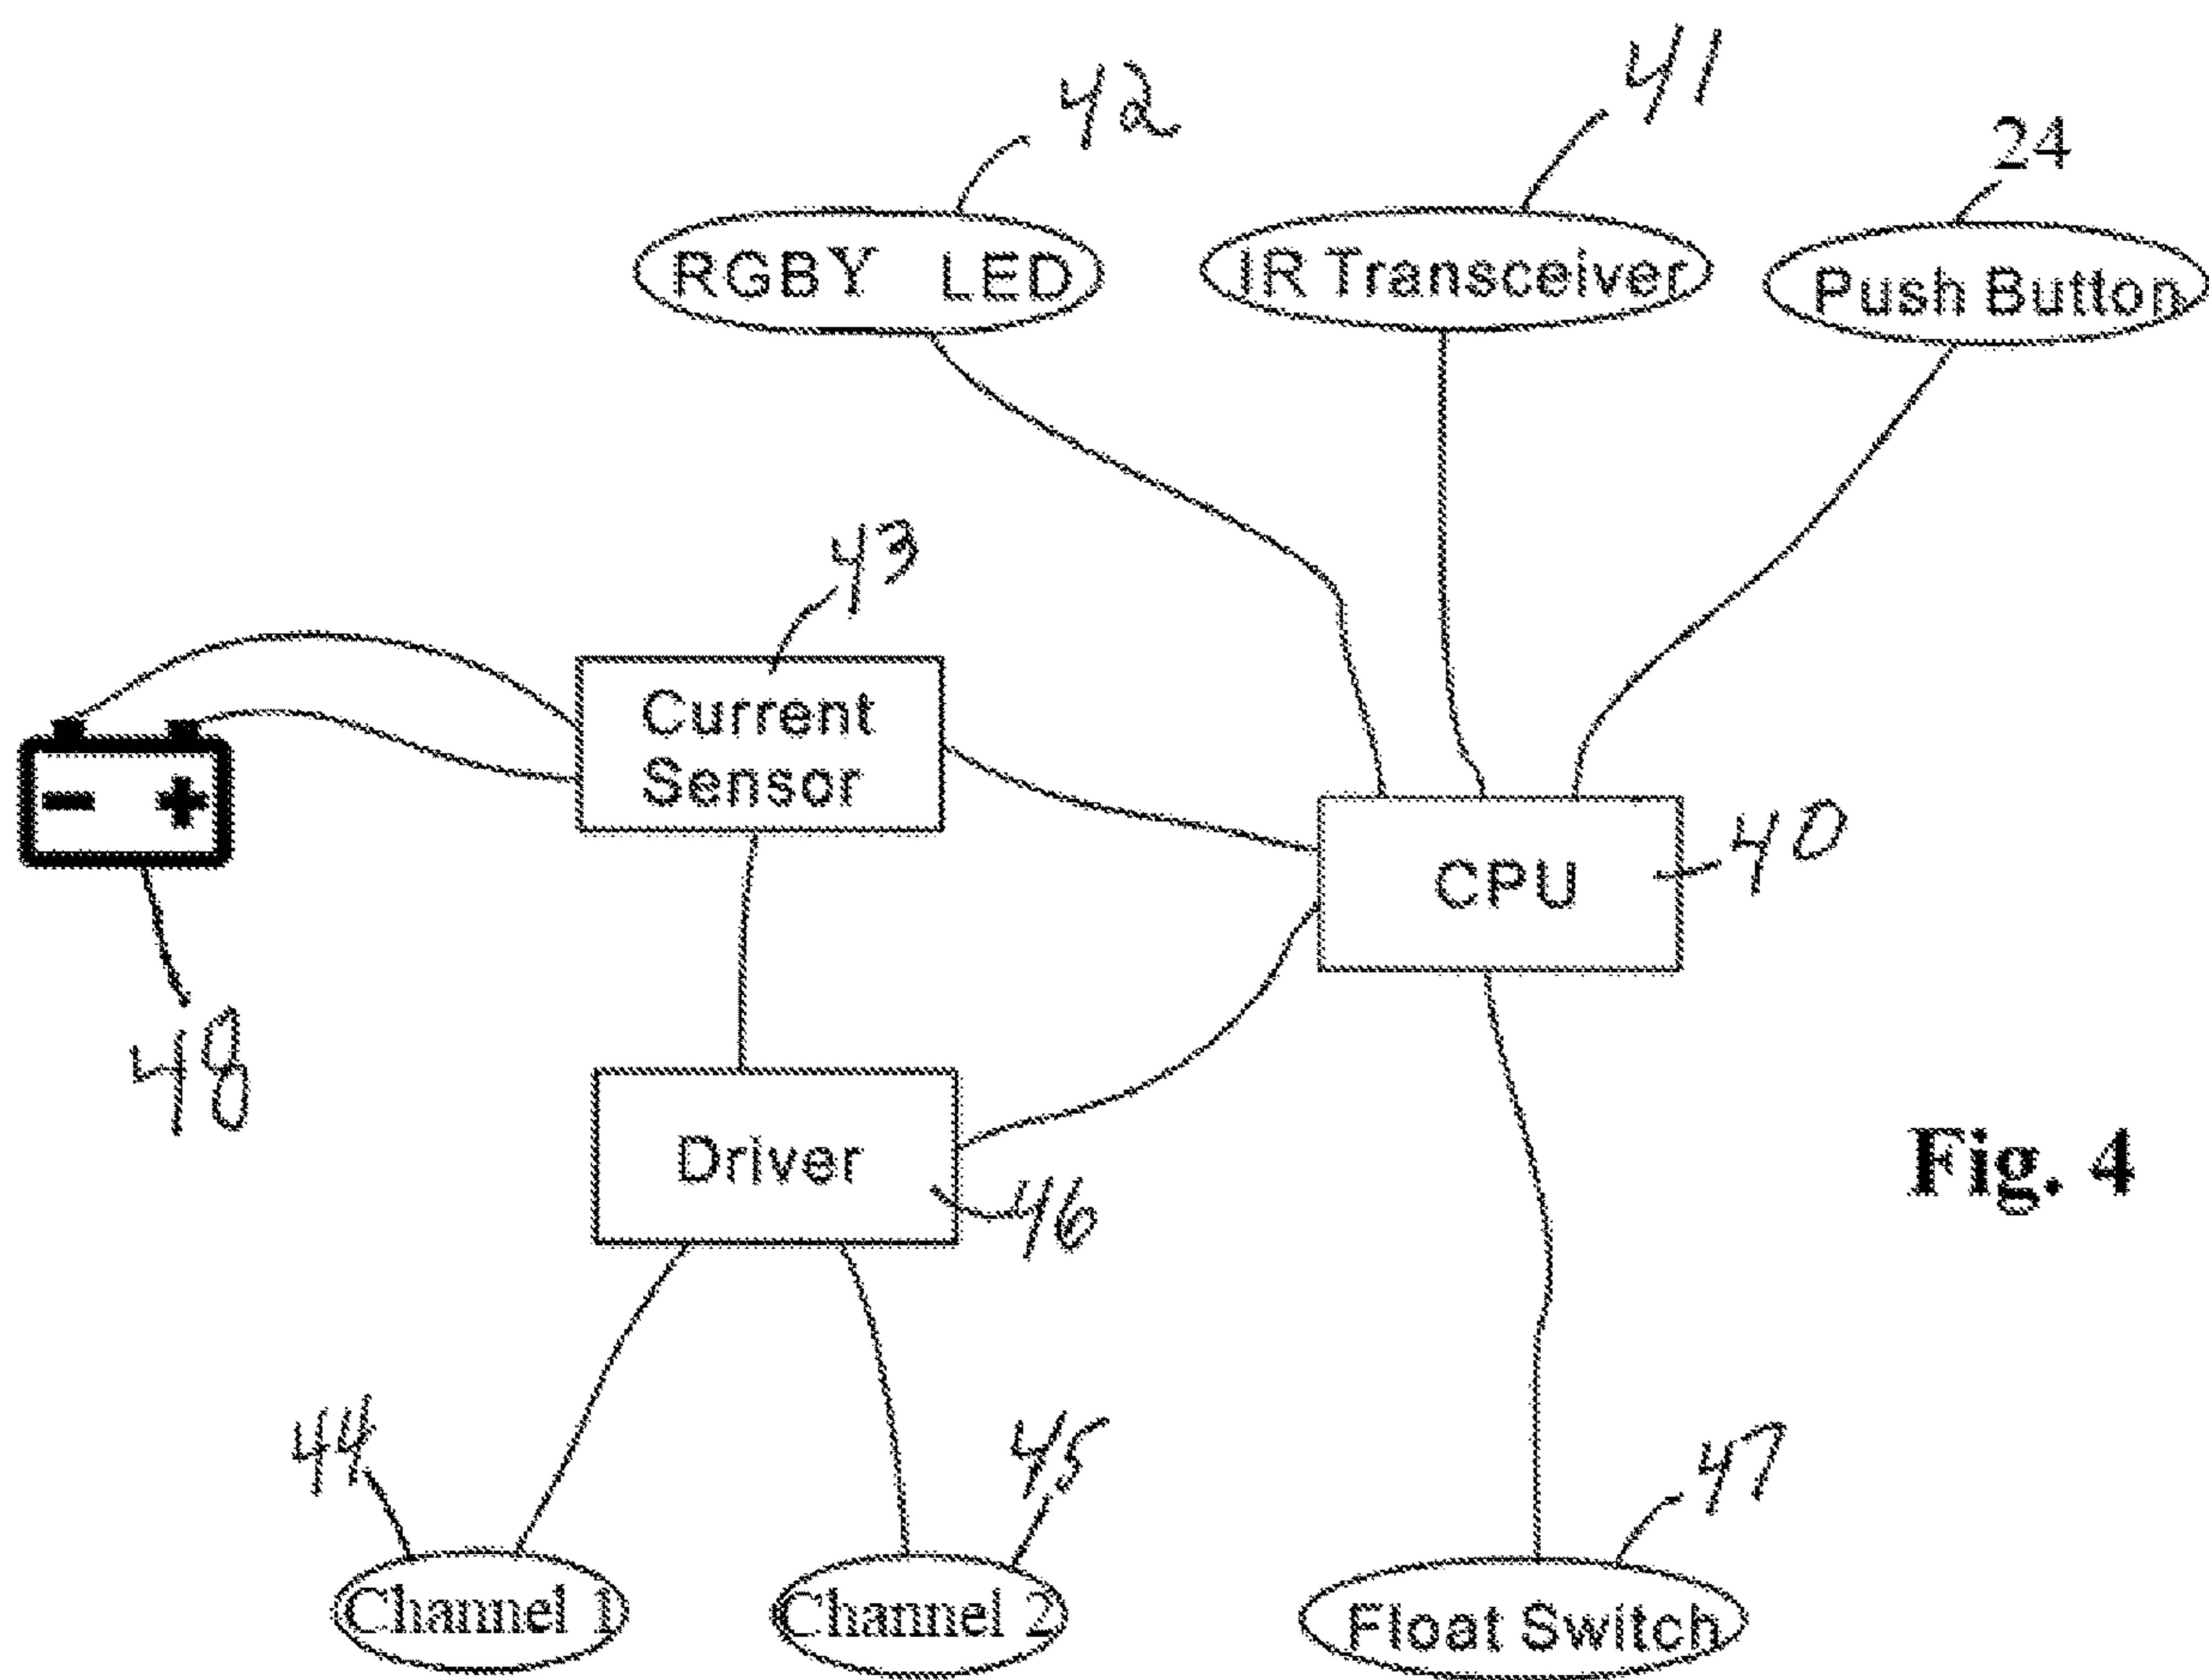 42
41
24
RGBY LED
IR Transceiver
Push Button
43
Current
Sensor
- +
CPU
40
48
Driver
46
Fig. 4
44
45
47
Channel 1
Channel 2
Float Switch